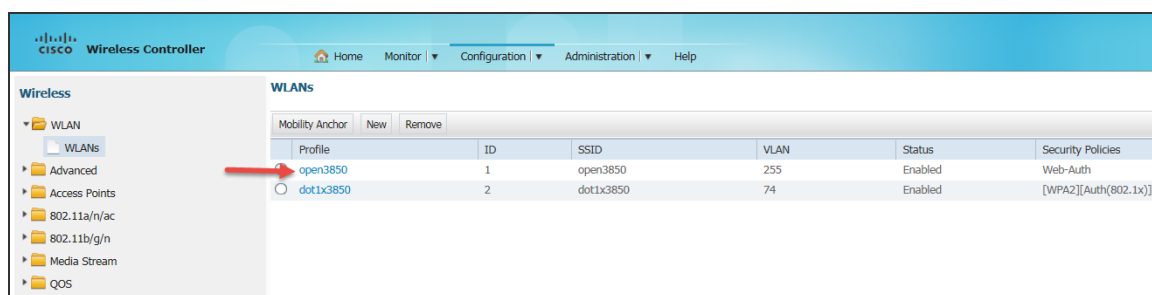 CISCO Wireless Controller
Home Monitor Configuration Administration Help
Wireless
WLAN
WLANs
Advanced
Access Points
802.11a/n/ac
802.11b/g/n
Media Stream
QOS
WLANs
Mobility Anchor New Remove
Profile ID SSID VLAN Status Security Policies
open3850 1 open3850 255 Enabled Web-Auth
dot1x3850 2 dot1x3850 74 Enabled [WPA2][Auth(802.1x)]